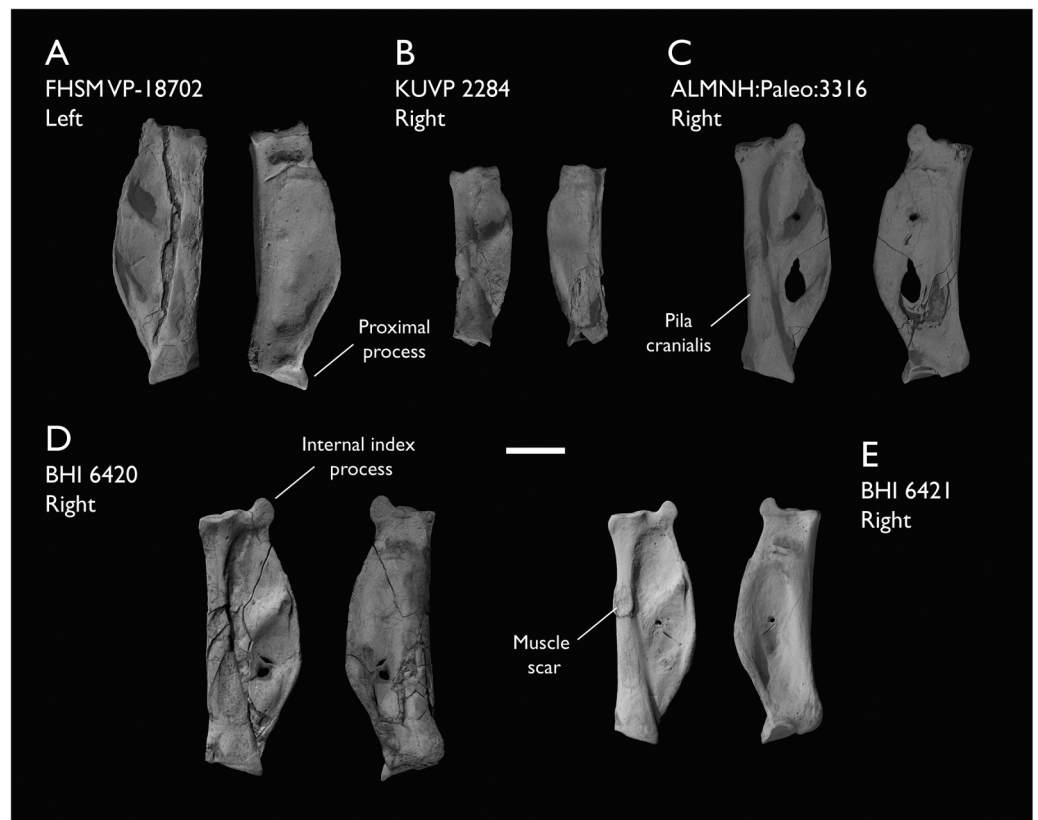 A
FHSM VP-18702
Left
B
KUVP 2284
Right
C
ALMNH:Paleo:3316
Right
Proximal
process
Pila
cranialis
D
BHI 6420
Right
Internal index
process
E
BHI 6421
Right
Muscle
scar